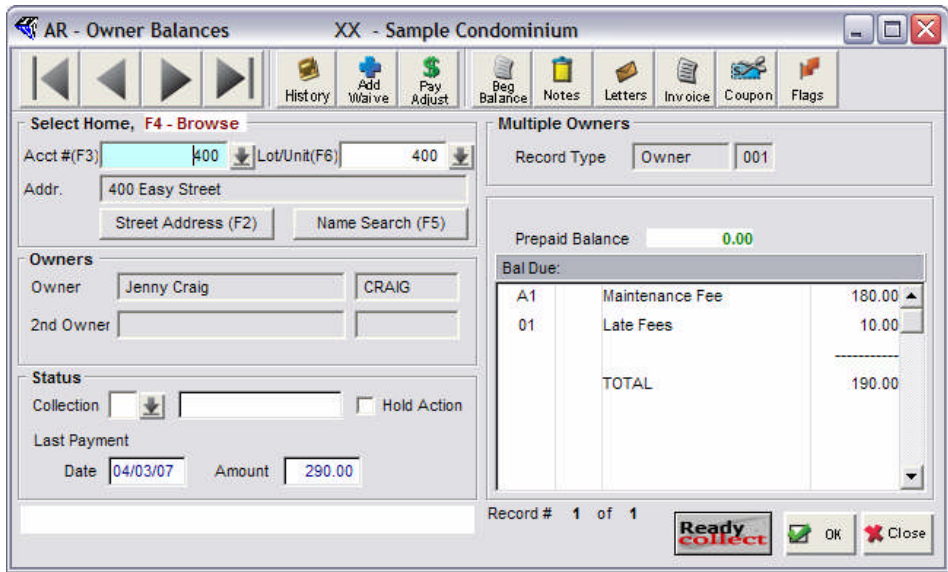 AR - Owner Balances XX - Sample Condominium
History Add Waive Pay Adjust Beg Balance Notes Letters Invoice Coupon Flags
Select Home, F4 - Browse
Acct #(F3) 400 Lot/Unit(F6) 400
Addr. 400 Easy Street
Street Address (F2) Name Search (F5)
Owners
Owner Jenny Craig CRAIG
2nd Owner
Status
Collection Hold Action
Last Payment
Date 04/03/07 Amount 290.00
Multiple Owners
Record Type Owner 001
Prepaid Balance 0.00
Bal Due:
A1 Maintenance Fee 180.00
01 Late Fees 10.00
-----------
TOTAL 190.00
Record # 1 of 1
Ready collect OK Close